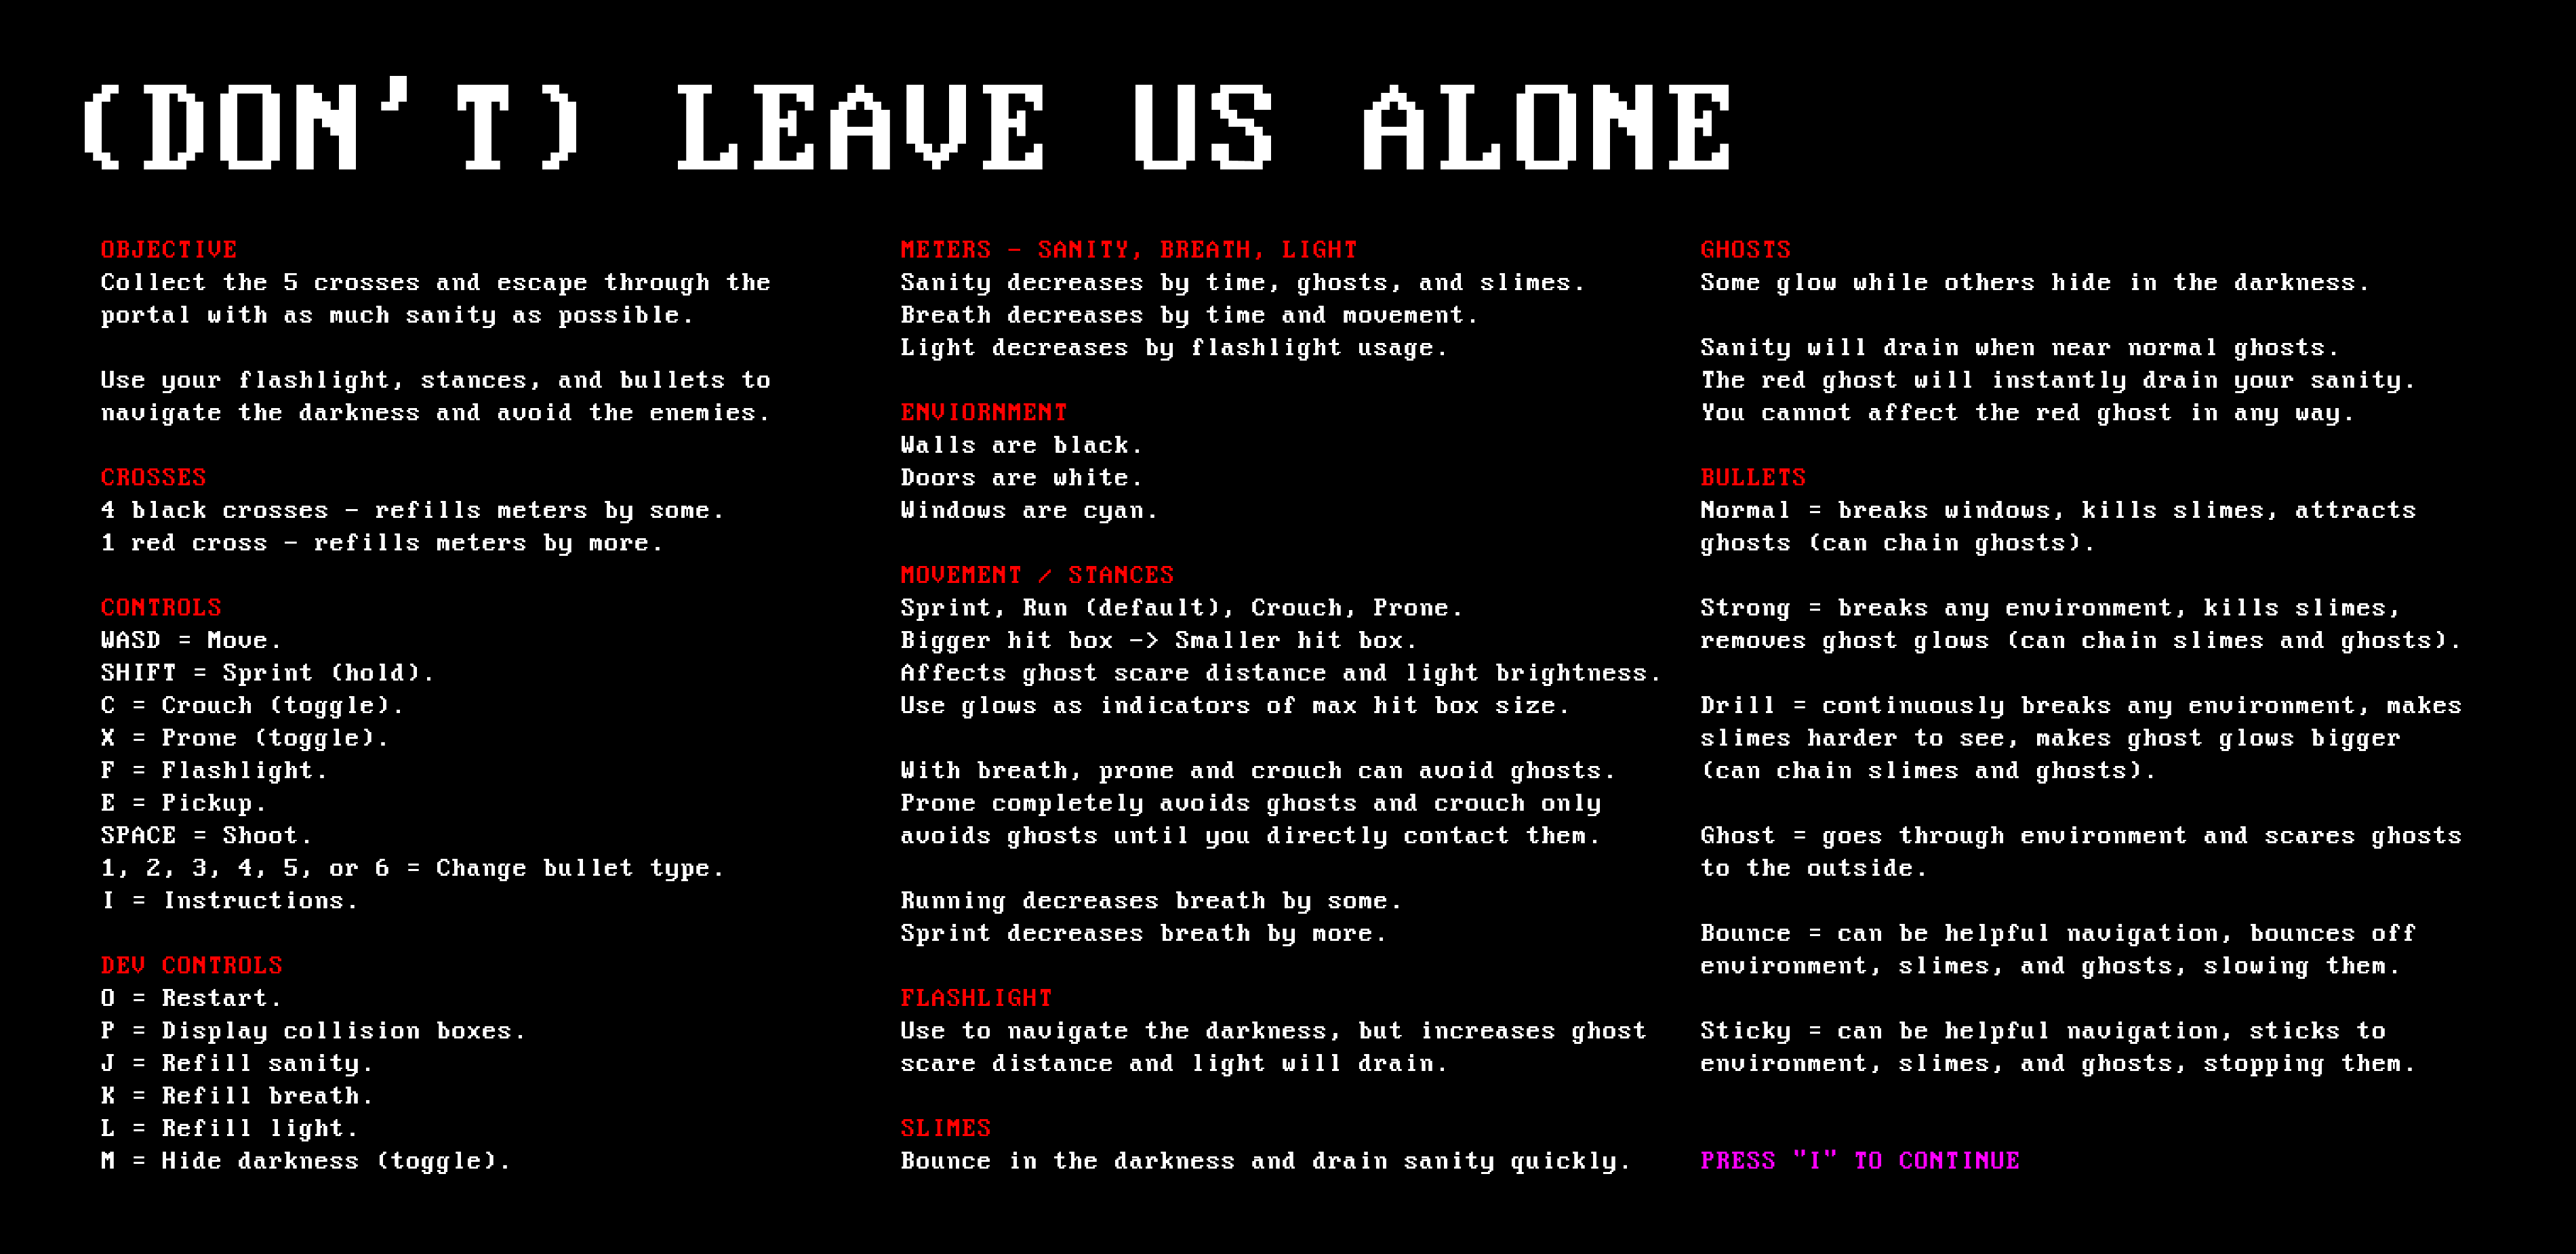 (DON'T) LEAVE US ALONE
OBJECTIVE
Collect the 5 crosses and escape through the
portal with as much sanity as possible.
Use your flashlight, stances, and bullets to
navigate the darkness and avoid the enemies.
CROSSES
4 black crosses - refills meters by some.
1 red cross - refills meters by more.
CONTROLS
WASD = Move.
SHIFT = Sprint (hold).
C = Crouch (toggle).
X = Prone (toggle).
F = Flashlight.
E = Pickup.
SPACE = Shoot.
1, 2, 3, 4, 5, or 6 = Change bullet type.
I = Instructions.
DEV CONTROLS
O = Restart.
P = Display collision boxes.
J = Refill sanity.
K = Refill breath.
L = Refill light.
M = Hide darkness (toggle).
METERS - SANITY, BREATH, LIGHT
Sanity decreases by time, ghosts, and slimes.
Breath decreases by time and movement.
Light decreases by flashlight usage.
ENVIORNMENT
Walls are black.
Doors are white.
Windows are cyan.
MOVEMENT / STANCES
Sprint, Run (default), Crouch, Prone.
Bigger hit box -> Smaller hit box.
Affects ghost scare distance and light brightness.
Use glows as indicators of max hit box size.
With breath, prone and crouch can avoid ghosts.
Prone completely avoids ghosts and crouch only
avoids ghosts until you directly contact them.
Running decreases breath by some.
Sprint decreases breath by more.
FLASHLIGHT
Use to navigate the darkness, but increases ghost
scare distance and light will drain.
SLIMES
Bounce in the darkness and drain sanity quickly.
GHOSTS
Some glow while others hide in the darkness.
Sanity will drain when near normal ghosts.
The red ghost will instantly drain your sanity.
You cannot affect the red ghost in any way.
BULLETS
Normal = breaks windows, kills slimes, attracts
ghosts (can chain ghosts).
Strong = breaks any environment, kills slimes,
removes ghost glows (can chain slimes and ghosts).
Drill = continuously breaks any environment, makes
slimes harder to see, makes ghost glows bigger
(can chain slimes and ghosts).
Ghost = goes through environment and scares ghosts
to the outside.
Bounce = can be helpful navigation, bounces off
environment, slimes, and ghosts, slowing them.
Sticky = can be helpful navigation, sticks to
environment, slimes, and ghosts, stopping them.
PRESS "I" TO CONTINUE